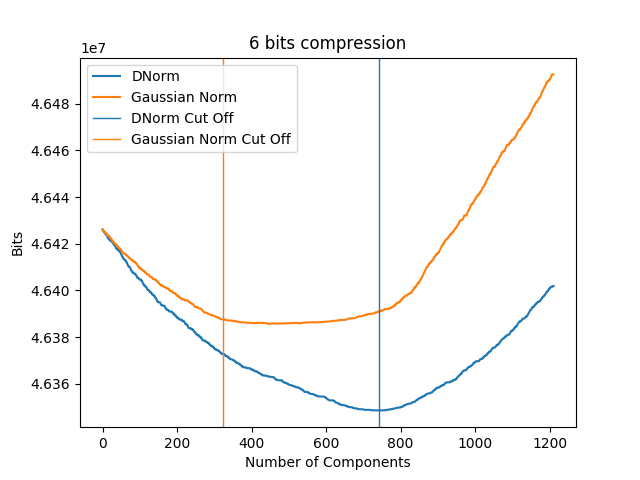 6 bits compression
1e7
DNorm
Gaussian Norm
DNorm Cut Off
Gaussian Norm Cut Off
4.648
4.646
4.644
4.642
4.640
4.638
4.636
Bits
0 200 400 600 800 1000 1200
Number of Components